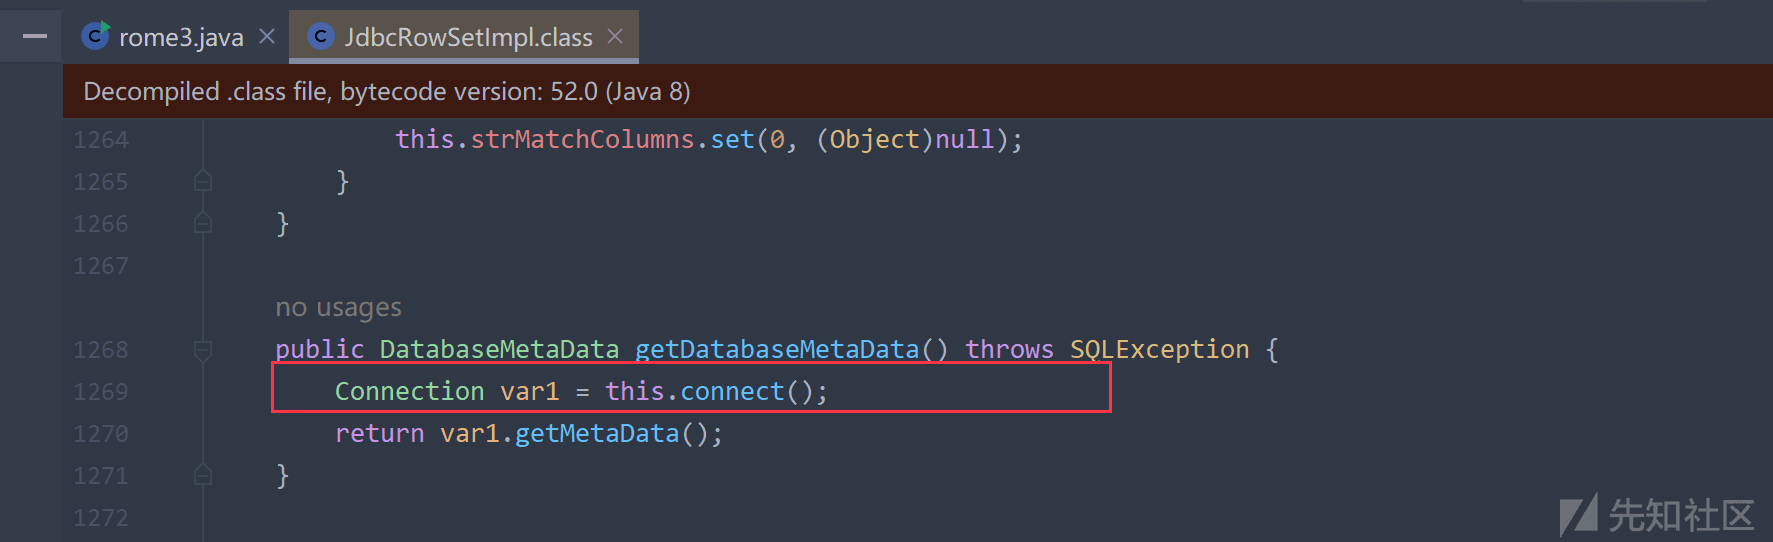 rome3.java JdbcRowSetImpl.class
Decompiled .class file, bytecode version: 52.0 (Java 8)
1264 this.strMatchColumns.set(0, (Object)null);
1265 }
1266 }
1267
no usages
1268 public DatabaseMetaData getDatabaseMetaData() throws SQLException {
1269 Connection var1 = this.connect();
1270 return var1.getMetaData();
1271 }
1272
先知社区